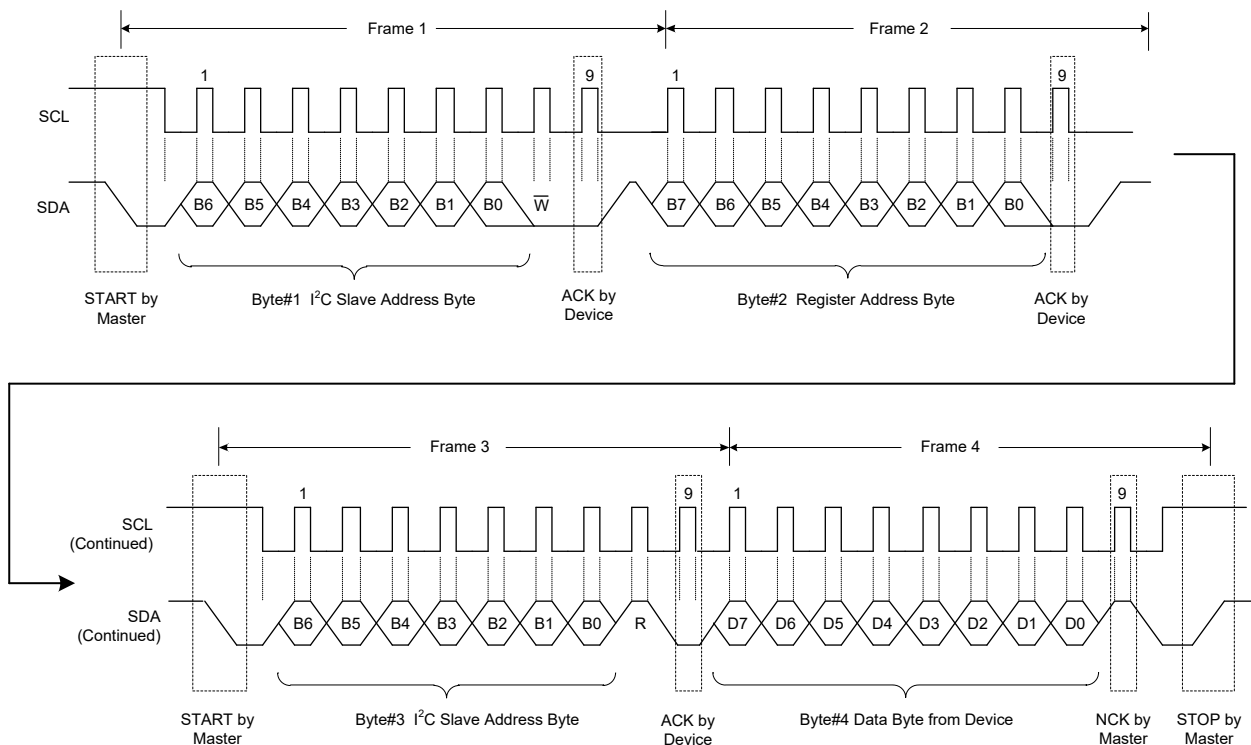 Frame 1 Frame 2
1 9 1 9
SCL
SDA B6 B5 B4 B3 B2 B1 B0 W̅ B7 B6 B5 B4 B3 B2 B1 B0
START by Master
Byte#1 I²C Slave Address Byte
ACK by Device
Byte#2 Register Address Byte
ACK by Device
Frame 3 Frame 4
1 9 1 9
SCL
(Continued)
SDA
(Continued)
B6 B5 B4 B3 B2 B1 B0 R D7 D6 D5 D4 D3 D2 D1 D0
START by Master
Byte#3 I²C Slave Address Byte
ACK by Device
Byte#4 Data Byte from Device
NCK by Master
STOP by Master